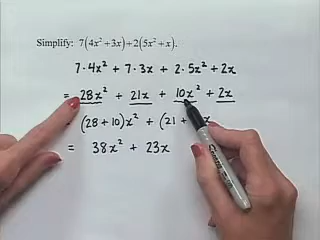 Simplify: 7(4x² + 3x) + 2(5x² + x).
7·4x² + 7·3x + 2·5x² + 2x
= 28x² + 21x + 10x² + 2x
(28 + 10)x² + (21 + x
= 38x² + 23x